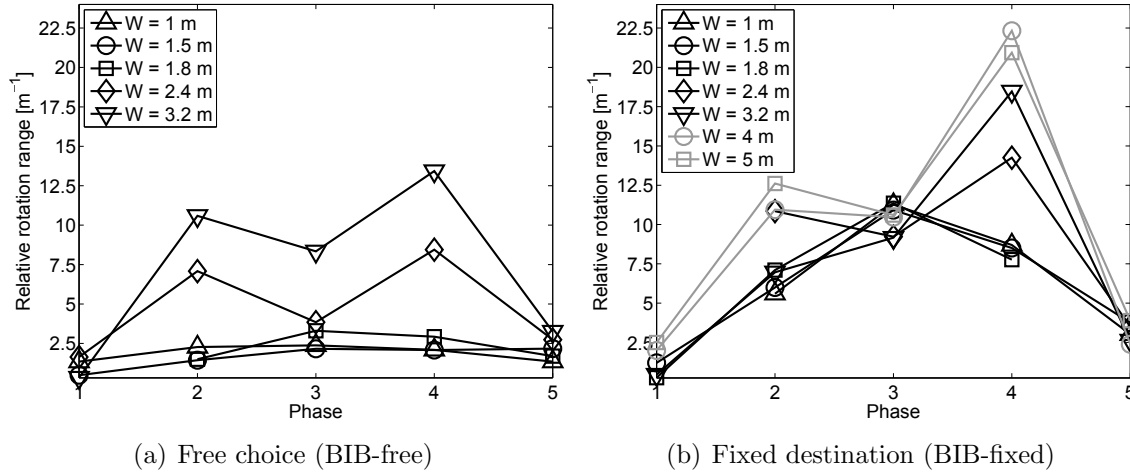 Relative rotation range [m⁻¹]
22.5
20
17.5
15
12.5
10
7.5
5
2.5
W = 1 m
W = 1.5 m
W = 1.8 m
W = 2.4 m
W = 3.2 m
1 2 3 4 5
Phase
(a) Free choice (BIB-free)
Relative rotation range [m⁻¹]
22.5
20
17.5
15
12.5
10
7.5
5
2.5
W = 1 m
W = 1.5 m
W = 1.8 m
W = 2.4 m
W = 3.2 m
W = 4 m
W = 5 m
1 2 3 4 5
Phase
(b) Fixed destination (BIB-fixed)